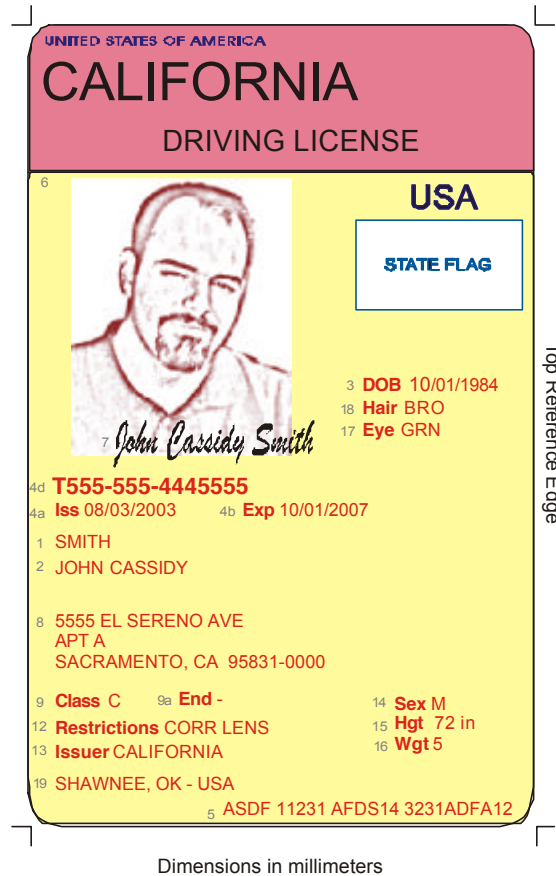 UNITED STATES OF AMERICA
CALIFORNIA
DRIVING LICENSE
6
USA
STATE FLAG
3 DOB 10/01/1984
18 Hair BRO
17 Eye GRN
7 John Cassidy Smith
4d T555-555-4445555
4a Iss 08/03/2003 4b Exp 10/01/2007
1 SMITH
2 JOHN CASSIDY
8 5555 EL SERENO AVE
APT A
SACRAMENTO, CA 95831-0000
9 Class C 9a End - 14 Sex M
12 Restrictions CORR LENS 15 Hgt 72 in
13 Issuer CALIFORNIA 16 Wgt 5
19 SHAWNEE, OK - USA
5 ASDF 11231 AFDS14 3231ADFA12
Top Reference Edge
Dimensions in millimeters